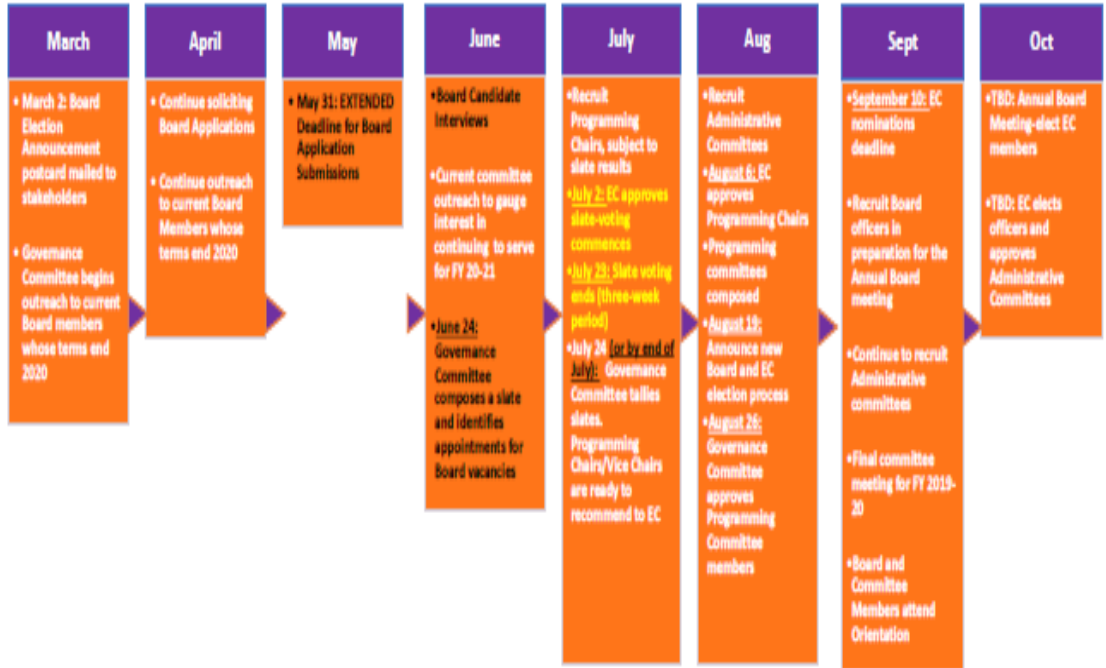 March
• March 2: Board
Election
Announcement
postcard mailed to
stakeholders
• Governance
Committee begins
outreach to current
Board members
whose terms end
2020
April
• Continue soliciting
Board Applications
• Continue outreach
to current Board
Members whose
terms end 2020
May
• May 31: EXTENDED
Deadline for Board
Application
Submissions
June
•Board Candidate
Interviews
•Current committee
outreach to gauge
interest in
continuing to serve
for FY 20-21
•June 24:
Governance
Committee
composes a slate
and identifies
appointments for
Board vacancies
July
•Recruit
Programming
Chairs, subject to
slate results
•July 2: EC approves
slate-voting
commences
•July 23: Slate voting
ends (three-week
period)
•July 24 (or by end of
July): Governance
Committee tallies
slates.
Programming
Chairs/Vice Chairs
are ready to
recommend to EC
Aug
•Recruit
Administrative
Committees
•August 6: EC
approves
Programming Chairs
•Programming
committees
composed
•August 19:
Announce new
Board and EC
election process
•August 26:
Governance
Committee
approves
Programming
Committee
members
Sept
•September 10: EC
nominations
deadline
•Recruit Board
officers in
preparation for the
Annual Board
meeting
•Continue to recruit
Administrative
committees
•Final committee
meeting for FY 2019-
20
•Board and
Committee
Members attend
Orientation
Oct
•TBD: Annual Board
Meeting-elect EC
members
•TBD: EC elects
officers and
approves
Administrative
Committees